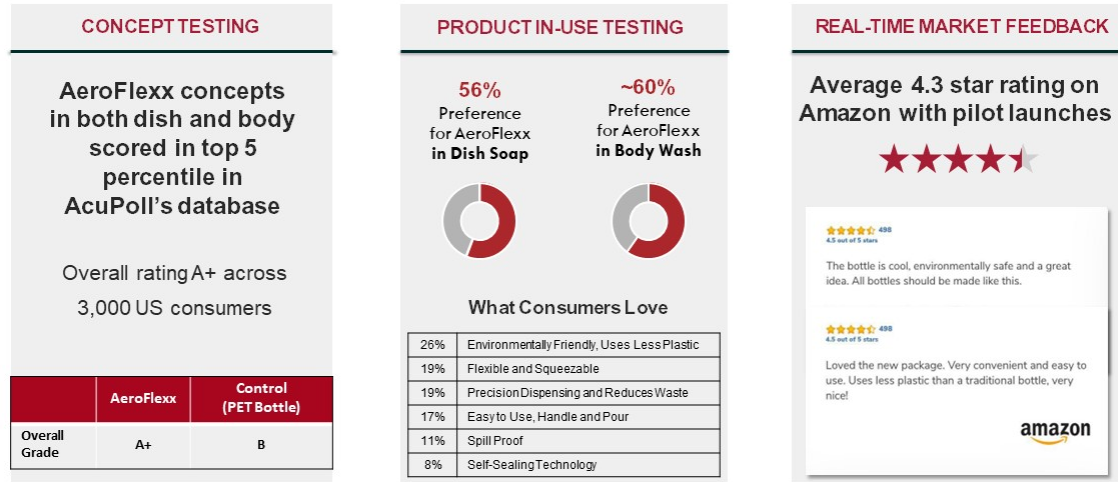 CONCEPT TESTING
AeroFlexx concepts
in both dish and body
scored in top 5
percentile in
AcuPoll’s database
Overall rating A+ across
3,000 US consumers
AeroFlexx
Control
(PET Bottle)
Overall
Grade
A+
B
PRODUCT IN-USE TESTING
56%
Preference
for AeroFlexx
in Dish Soap
~60%
Preference
for AeroFlexx
in Body Wash
What Consumers Love
26% Environmentally Friendly, Uses Less Plastic
19% Flexible and Squeezable
19% Precision Dispensing and Reduces Waste
17% Easy to Use, Handle and Pour
11% Spill Proof
8% Self-Sealing Technology
REAL-TIME MARKET FEEDBACK
Average 4.3 star rating on
Amazon with pilot launches
498
4.5 out of 5 stars
The bottle is cool, environmentally safe and a great
idea. All bottles should be made like this.
498
4.5 out of 5 stars
Loved the new package. Very convenient and easy to
use. Uses less plastic than a traditional bottle, very
nice!
amazon